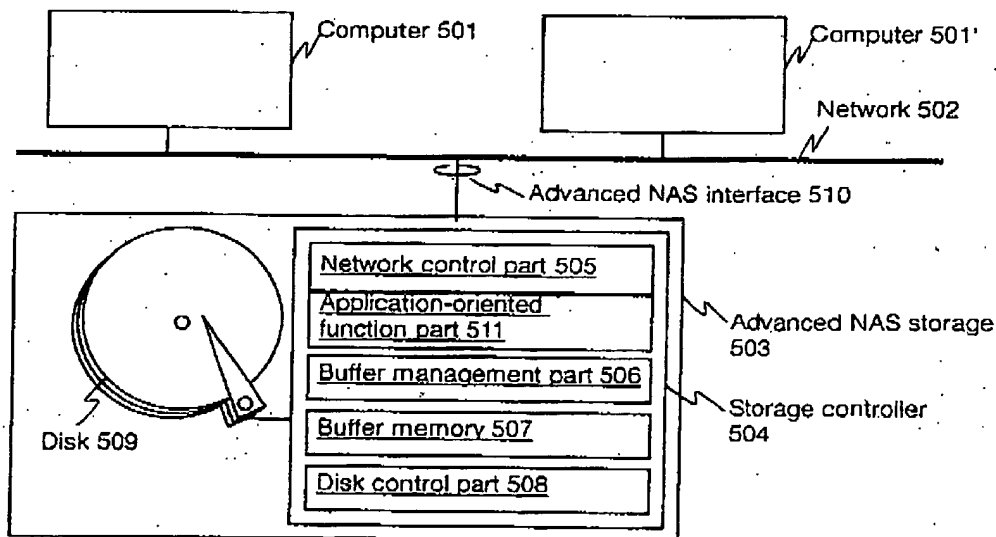 Computer 501
Computer 501'
Network 502
Advanced NAS interface 510
Network control part 505
Application-oriented
function part 511
Advanced NAS storage
503
Buffer management part 506
Storage controller
504
Buffer memory 507
Disk 509
Disk control part 508